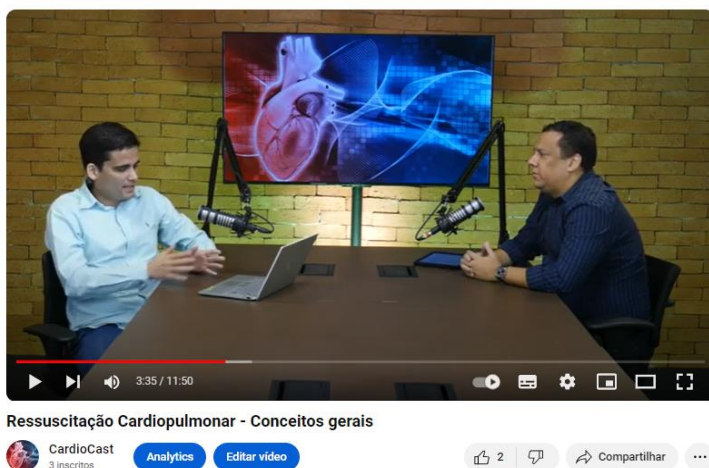 3:35 / 11:50
Ressuscitação Cardiopulmonar - Conceitos gerais
CardioCast
3 inscritos
Analytics
Editar vídeo
2
Compartilhar